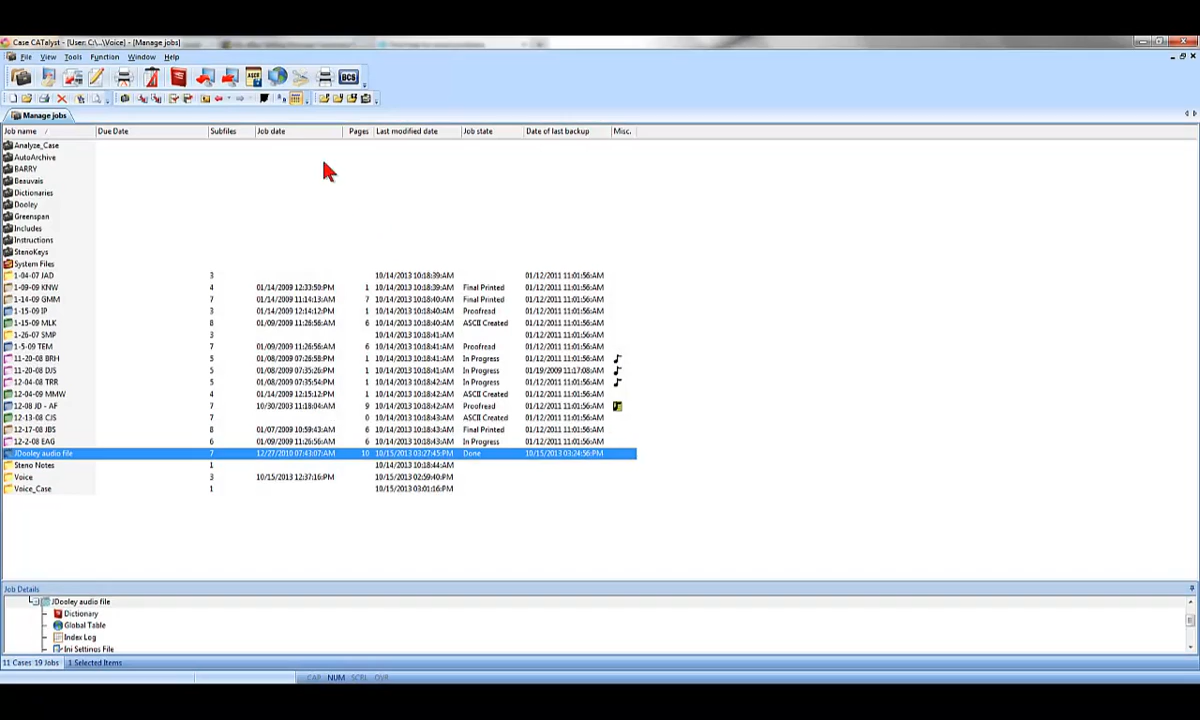 Case CATalyst - [User: C:\...\Voice] - [Manage jobs]
File View Tools Function Window Help
ASCII BCS
Manage jobs
Job name / Due Date Subfiles Job date Pages Last modified date Job state Date of last backup Misc.
Analyze_Case
AutoArchive
BARRY
Beauvais
Dictionaries
Dooley
Greenspan
Includes
Instructions
StenoKeys
System Files
1-04-07 JAD 3 10/14/2013 10:18:39:AM 01/12/2011 11:01:56:AM
1-09-09 KNW 4 01/14/2009 12:33:50:PM 1 10/14/2013 10:18:39:AM Final Printed 01/12/2011 11:01:56:AM
1-14-09 GMM 7 01/14/2009 11:14:13:AM 7 10/14/2013 10:18:40:AM Final Printed 01/12/2011 11:01:56:AM
1-15-09 IP 3 01/14/2009 12:14:12:PM 1 10/14/2013 10:18:40:AM Proofread 01/12/2011 11:01:56:AM
1-15-09 MLK 8 01/09/2009 11:26:56:AM 6 10/14/2013 10:18:40:AM ASCII Created 01/12/2011 11:01:56:AM
1-26-07 SMP 3 10/14/2013 10:18:41:AM 01/12/2011 11:01:56:AM
1-5-09 TEM 7 01/09/2009 11:26:56:AM 6 10/14/2013 10:18:41:AM Proofread 01/12/2011 11:01:56:AM
11-20-08 BRH 5 01/08/2009 07:26:58:PM 1 10/14/2013 10:18:41:AM In Progress 01/12/2011 11:01:56:AM
11-20-08 DJS 5 01/08/2009 07:35:26:PM 1 10/14/2013 10:18:41:AM In Progress 01/19/2009 11:17:08:AM
12-04-08 TRR 5 01/08/2009 07:35:54:PM 1 10/14/2013 10:18:42:AM In Progress 01/12/2011 11:01:56:AM
12-04-09 MMW 4 01/14/2009 12:15:12:PM 1 10/14/2013 10:18:42:AM ASCII Created 01/12/2011 11:01:56:AM
12-08 JD - AF 7 10/30/2003 11:18:04:AM 9 10/14/2013 10:18:42:AM Proofread 01/12/2011 11:01:56:AM
12-13-08 CJS 7 0 10/14/2013 10:18:42:AM ASCII Created 01/12/2011 11:01:56:AM
12-17-08 JBS 8 01/07/2009 10:59:43:AM 6 10/14/2013 10:18:43:AM Final Printed 01/12/2011 11:01:56:AM
12-2-08 EAG 6 01/09/2009 11:26:56:AM 6 10/14/2013 10:18:43:AM In Progress 01/12/2011 11:01:56:AM
JDooley audio file 7 12/27/2010 07:43:07:AM 10 10/15/2013 03:27:45:PM Done 10/15/2013 03:24:56:PM
Steno Notes 1 10/14/2013 10:18:44:AM
Voice 3 10/15/2013 12:37:16:PM 10/15/2013 02:59:40:PM
Voice_Case 1 10/15/2013 03:01:16:PM
Job Details
JDooley audio file
Dictionary
Global Table
Index Log
Ini Settings File
11 Cases 19 Jobs 1 Selected Items
CAP NUM SCRL OVR